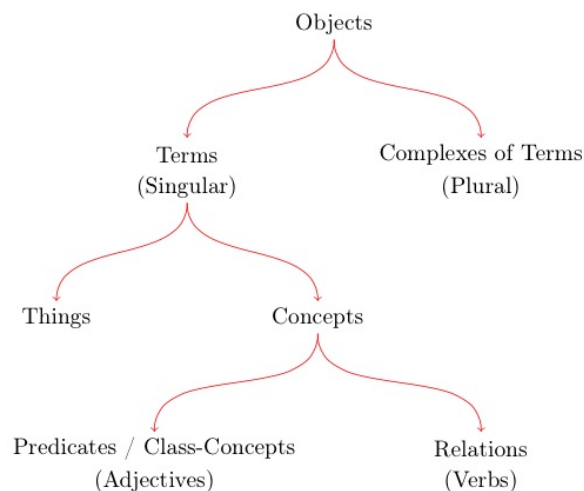 Objects
Terms
(Singular)
Complexes of Terms
(Plural)
Things
Concepts
Predicates / Class-Concepts
(Adjectives)
Relations
(Verbs)